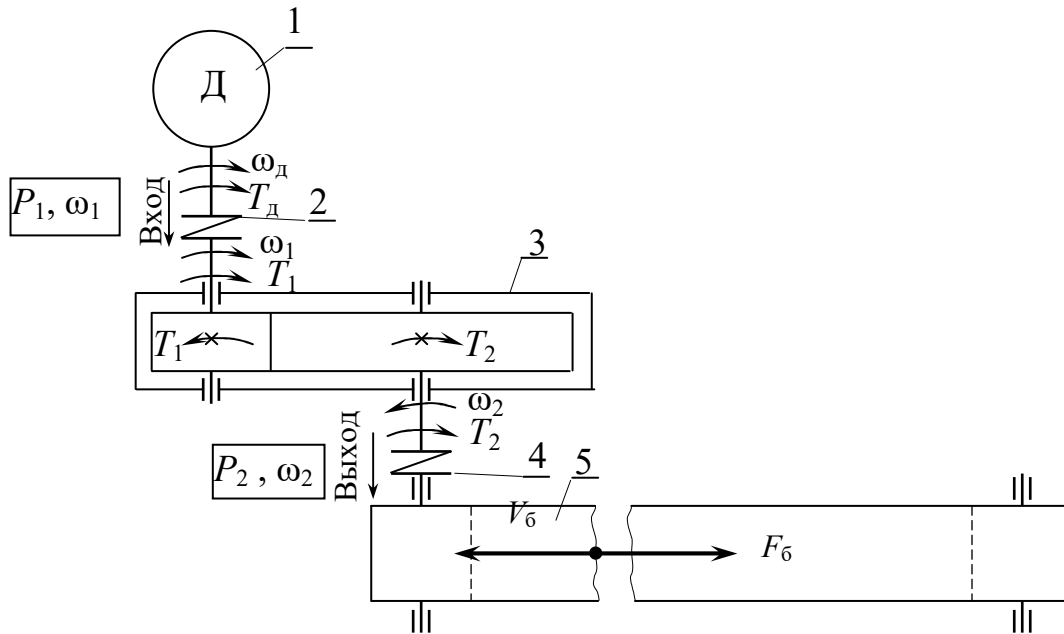 1
Д
ω_д
P_1, ω_1
Вход
T_д
2
ω_1
T_1
3
T_1
T_2
ω_2
T_2
P_2 , ω_2
Выход
4
5
V_б
F_б